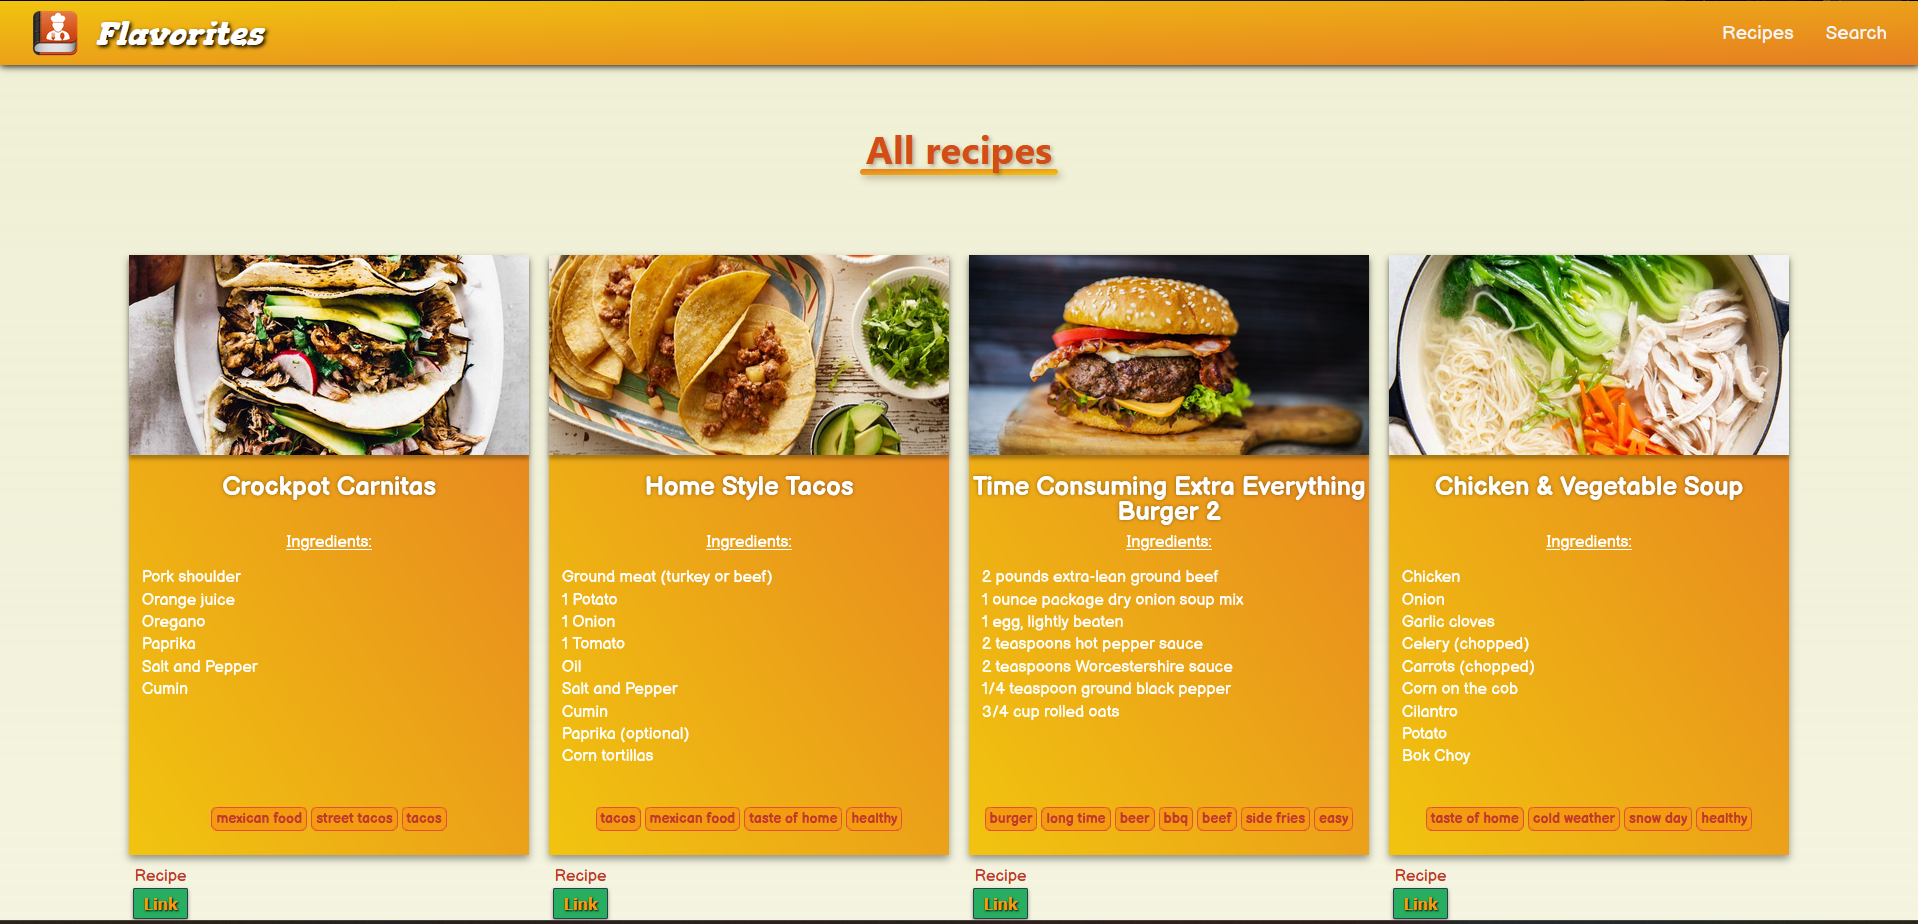 Flavorites
Recipes
Search
All recipes
Crockpot Carnitas
Ingredients:
Pork shoulder
Orange juice
Oregano
Paprika
Salt and Pepper
Cumin
mexican food street tacos tacos
Recipe
Link
Home Style Tacos
Ingredients:
Ground meat (turkey or beef)
1 Potato
1 Onion
1 Tomato
Oil
Salt and Pepper
Cumin
Paprika (optional)
Corn tortillas
tacos mexican food taste of home healthy
Recipe
Link
Time Consuming Extra Everything
Burger 2
Ingredients:
2 pounds extra-lean ground beef
1 ounce package dry onion soup mix
1 egg, lightly beaten
2 teaspoons hot pepper sauce
2 teaspoons Worcestershire sauce
1/4 teaspoon ground black pepper
3/4 cup rolled oats
burger long time beer bbq beef side fries easy
Recipe
Link
Chicken & Vegetable Soup
Ingredients:
Chicken
Onion
Garlic cloves
Celery (chopped)
Carrots (chopped)
Corn on the cob
Cilantro
Potato
Bok Choy
taste of home cold weather snow day healthy
Recipe
Link